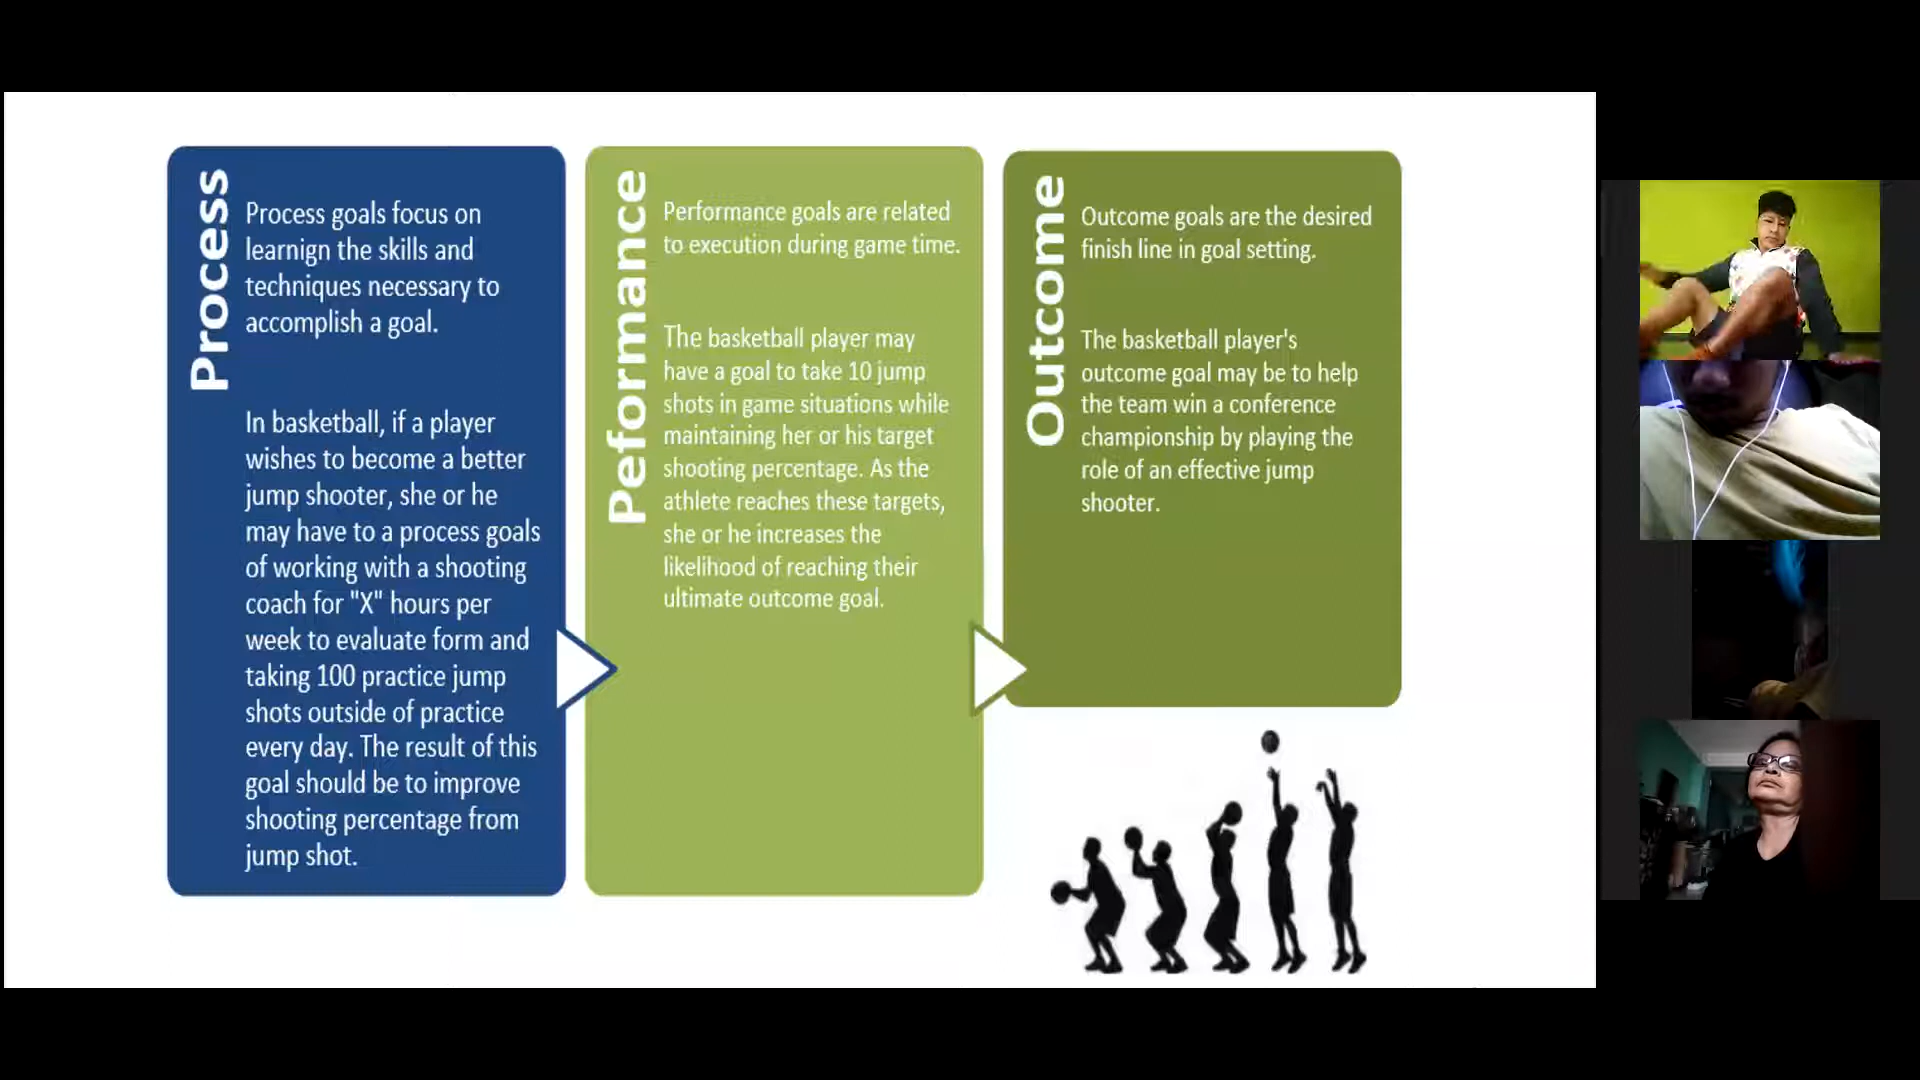 Process
Process goals focus on
learnign the skills and
techniques necessary to
accomplish a goal.
In basketball, if a player
wishes to become a better
jump shooter, she or he
may have to a process goals
of working with a shooting
coach for "X" hours per
week to evaluate form and
taking 100 practice jump
shots outside of practice
every day. The result of this
goal should be to improve
shooting percentage from
jump shot.
Peformance
Performance goals are related
to execution during game time.
The basketball player may
have a goal to take 10 jump
shots in game situations while
maintaining her or his target
shooting percentage. As the
athlete reaches these targets,
she or he increases the
likelihood of reaching their
ultimate outcome goal.
Outcome
Outcome goals are the desired
finish line in goal setting.
The basketball player's
outcome goal may be to help
the team win a conference
championship by playing the
role of an effective jump
shooter.